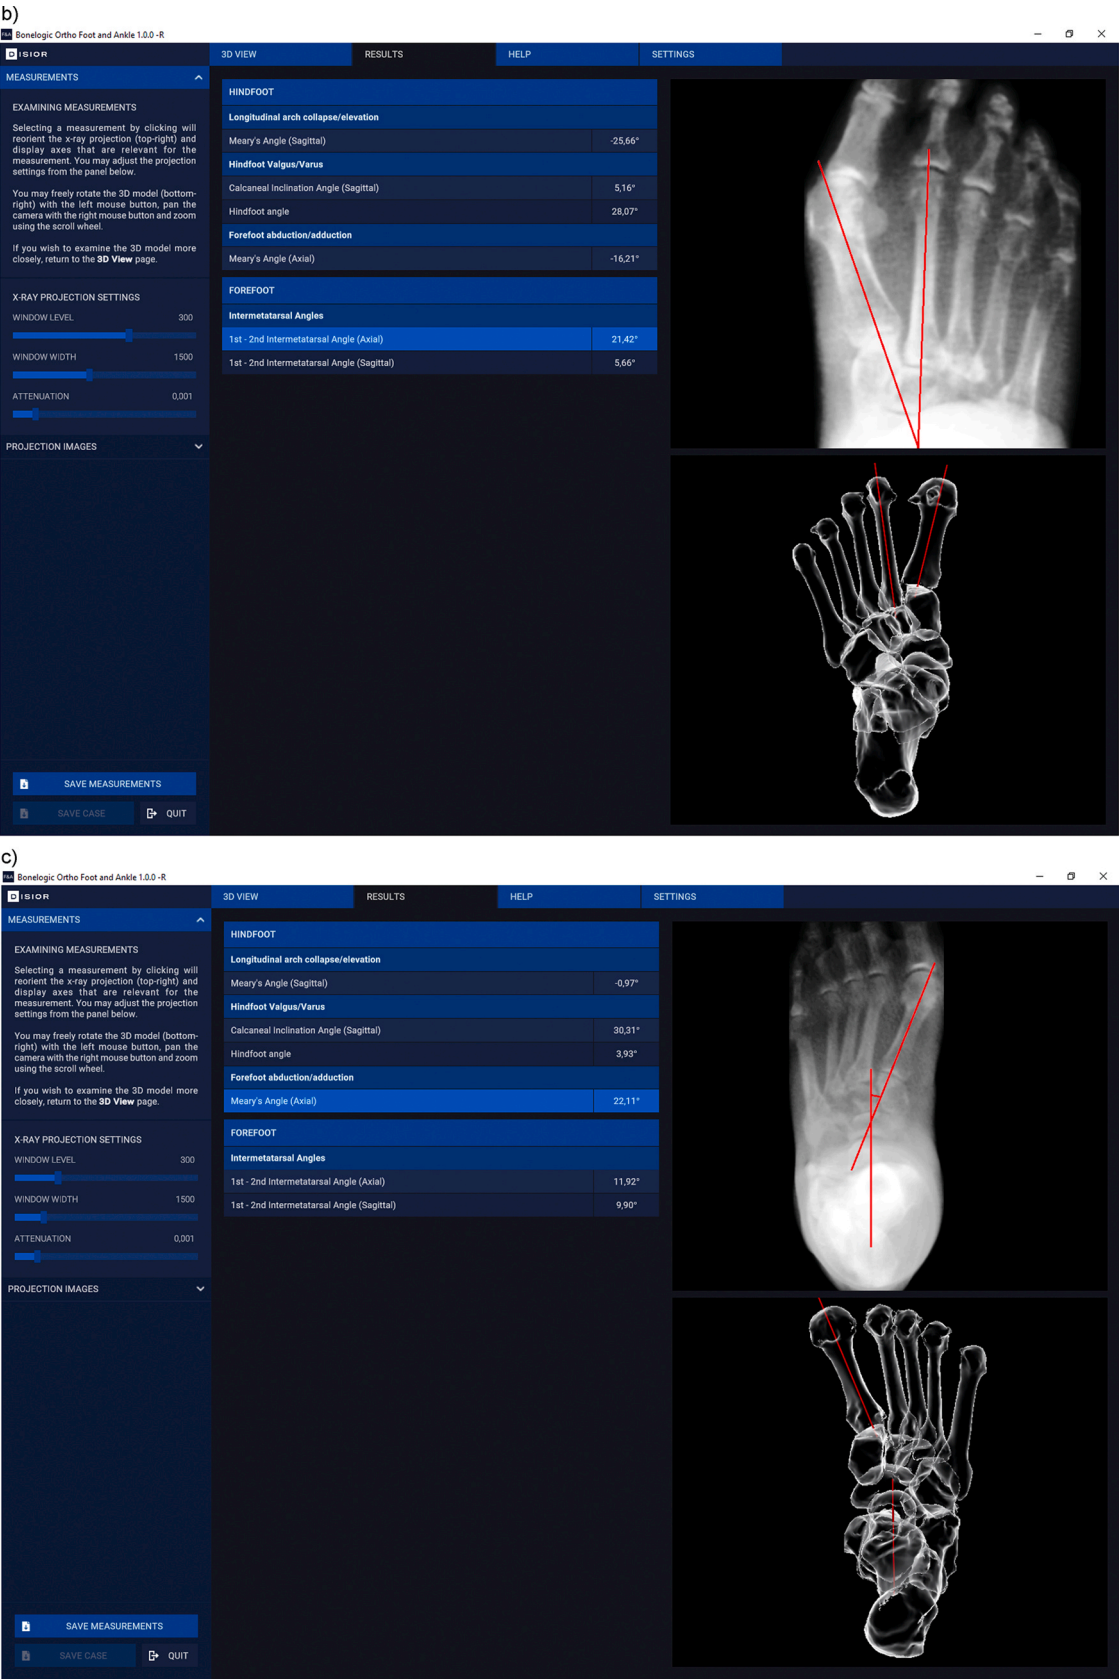 b)
F&A Bonelogic Ortho Foot and Ankle 1.0.0 -R
DISIOR
3D VIEW
RESULTS
HELP
SETTINGS
MEASUREMENTS
EXAMINING MEASUREMENTS
Selecting a measurement by clicking will
reorient the x-ray projection (top-right) and
display axes that are relevant for the
measurement. You may adjust the projection
settings from the panel below.
You may freely rotate the 3D model (bottom-
right) with the left mouse button, pan the
camera with the right mouse button and zoom
using the scroll wheel.
If you wish to examine the 3D model more
closely, return to the 3D View page.
X-RAY PROJECTION SETTINGS
WINDOW LEVEL 300
WINDOW WIDTH 1500
ATTENUATION 0,001
PROJECTION IMAGES
SAVE MEASUREMENTS
SAVE CASE
QUIT
HINDFOOT
Longitudinal arch collapse/elevation
Meary's Angle (Sagittal) -25,66°
Hindfoot Valgus/Varus
Calcaneal Inclination Angle (Sagittal) 5,16°
Hindfoot angle 28,07°
Forefoot abduction/adduction
Meary's Angle (Axial) -16,21°
FOREFOOT
Intermetatarsal Angles
1st - 2nd Intermetatarsal Angle (Axial) 21,42°
1st - 2nd Intermetatarsal Angle (Sagittal) 5,66°
c)
F&A Bonelogic Ortho Foot and Ankle 1.0.0 -R
DISIOR
3D VIEW
RESULTS
HELP
SETTINGS
MEASUREMENTS
EXAMINING MEASUREMENTS
Selecting a measurement by clicking will
reorient the x-ray projection (top-right) and
display axes that are relevant for the
measurement. You may adjust the projection
settings from the panel below.
You may freely rotate the 3D model (bottom-
right) with the left mouse button, pan the
camera with the right mouse button and zoom
using the scroll wheel.
If you wish to examine the 3D model more
closely, return to the 3D View page.
X-RAY PROJECTION SETTINGS
WINDOW LEVEL 300
WINDOW WIDTH 1500
ATTENUATION 0,001
PROJECTION IMAGES
SAVE MEASUREMENTS
SAVE CASE
QUIT
HINDFOOT
Longitudinal arch collapse/elevation
Meary's Angle (Sagittal) -0,97°
Hindfoot Valgus/Varus
Calcaneal Inclination Angle (Sagittal) 30,31°
Hindfoot angle 3,93°
Forefoot abduction/adduction
Meary's Angle (Axial) 22,11°
FOREFOOT
Intermetatarsal Angles
1st - 2nd Intermetatarsal Angle (Axial) 11,92°
1st - 2nd Intermetatarsal Angle (Sagittal) 9,90°